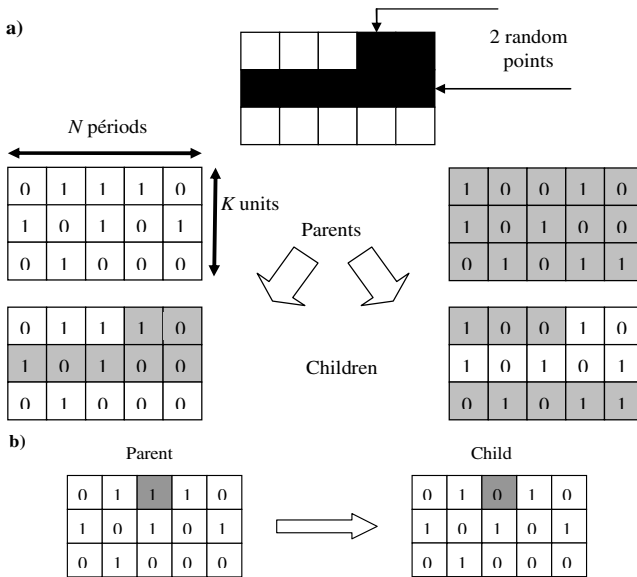 a)
2 random
points
N périods
K units
0 1 1 1 0
1 0 1 0 1
0 1 0 0 0
Parents
1 0 0 1 0
1 0 1 0 0
0 1 0 1 1
0 1 1 1 0
1 0 1 0 0
0 1 0 0 0
Children
1 0 0 1 0
1 0 1 0 1
0 1 0 1 1
b)
Parent
Child
0 1 1 1 0
1 0 1 0 1
0 1 0 0 0
0 1 0 1 0
1 0 1 0 1
0 1 0 0 0